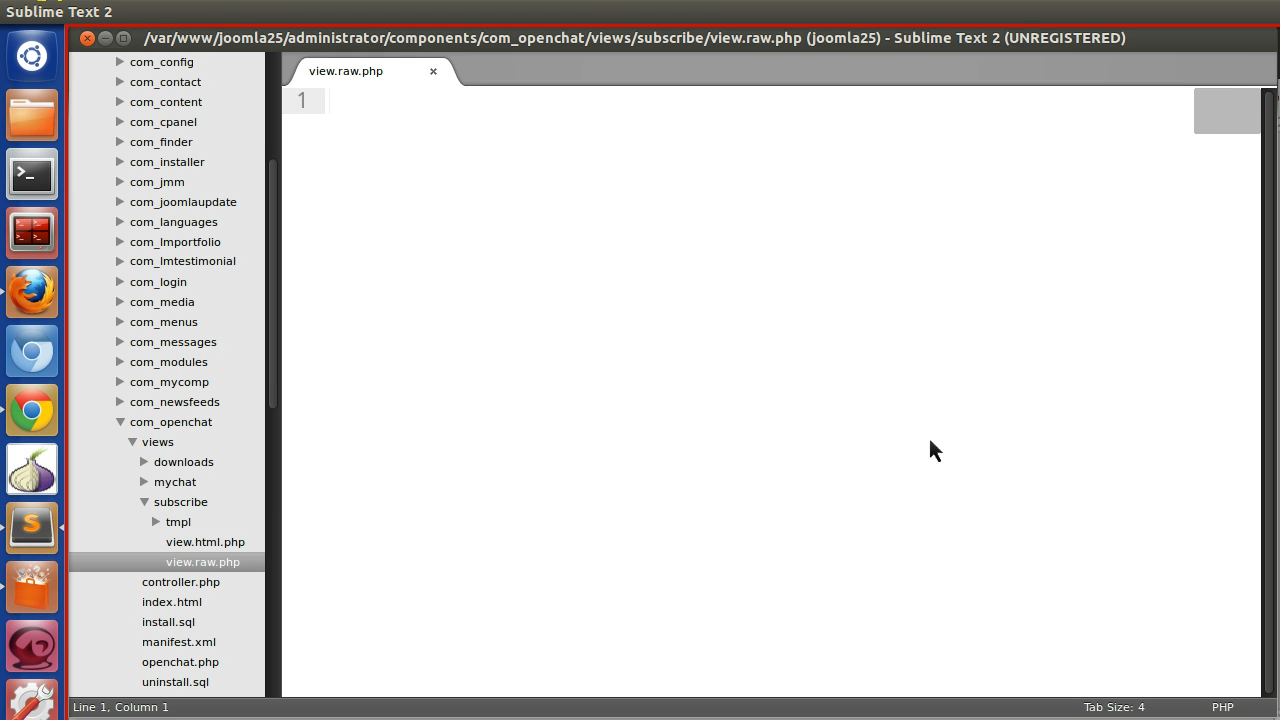 Sublime Text 2
/var/www/joomla25/administrator/components/com_openchat/views/subscribe/view.raw.php (joomla25) - Sublime Text 2 (UNREGISTERED)
view.raw.php
1
com_config
com_contact
com_content
com_cpanel
com_finder
com_installer
com_jmm
com_joomlaupdate
com_languages
com_lmportfolio
com_lmtestimonial
com_login
com_media
com_menus
com_messages
com_modules
com_mycomp
com_newsfeeds
com_openchat
views
downloads
mychat
subscribe
tmpl
view.html.php
view.raw.php
controller.php
index.html
install.sql
manifest.xml
openchat.php
uninstall.sql
Line 1, Column 1
Tab Size: 4
PHP